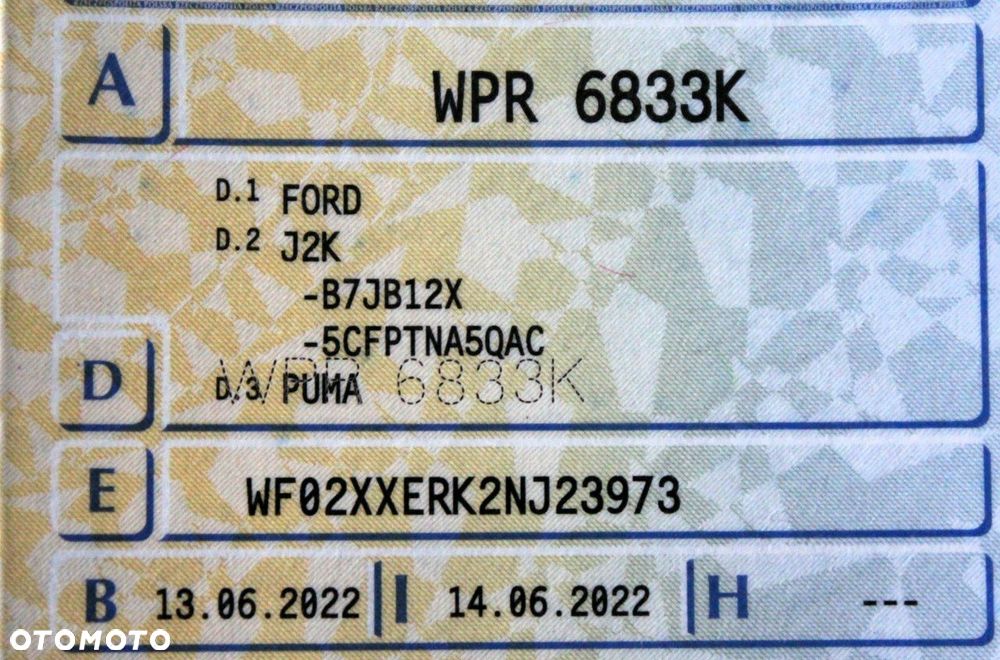 A WPR 6833K
D.1 FORD
D.2 J2K
-B7JB12X
-5CFPTNA5QAC
WPR 6833K
D D.3 PUMA
E WF02XXERK2NJ23973
B 13.06.2022 I 14.06.2022 H ---
OTOMOTO